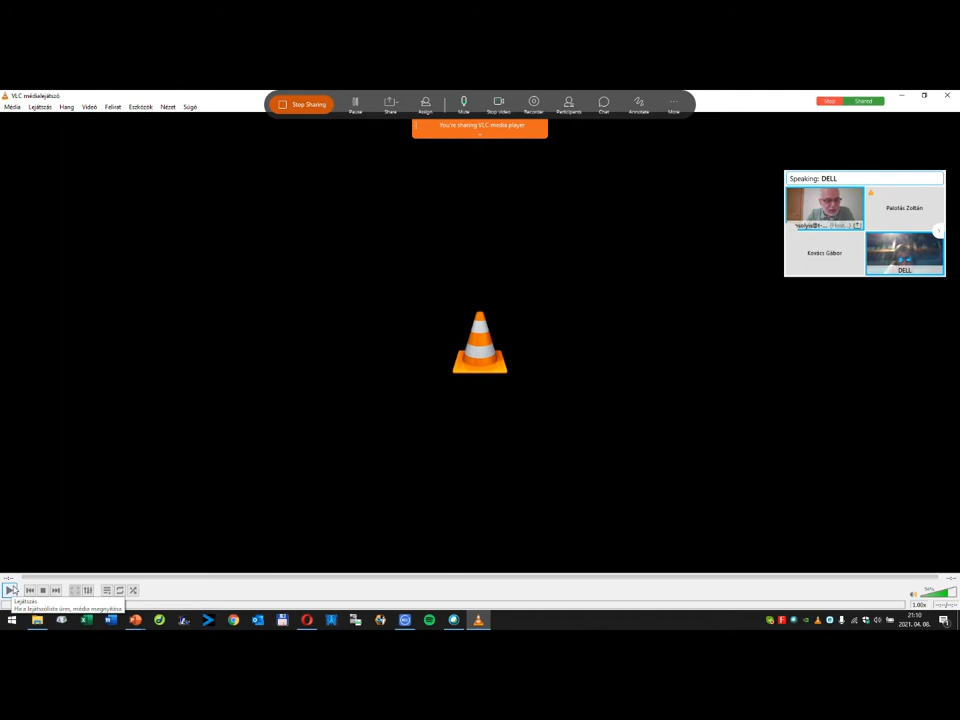 VLC médialejátszó
Média Lejátszás Hang Videó Felirat Eszközök Nézet Súgó
Stop Sharing
Pause Share Assign Mute Stop video Recorder Participants Chat Annotate More
You're sharing VLC media player
Stop Shared
Speaking: DELL
Palotás Zoltán
Kovács Gábor
DELL
--:-- --:--
Lejátszás
Ha a lejátszólista üres, média megnyitása
1.00x --:--/--:--
21:10
2021. 04. 08.